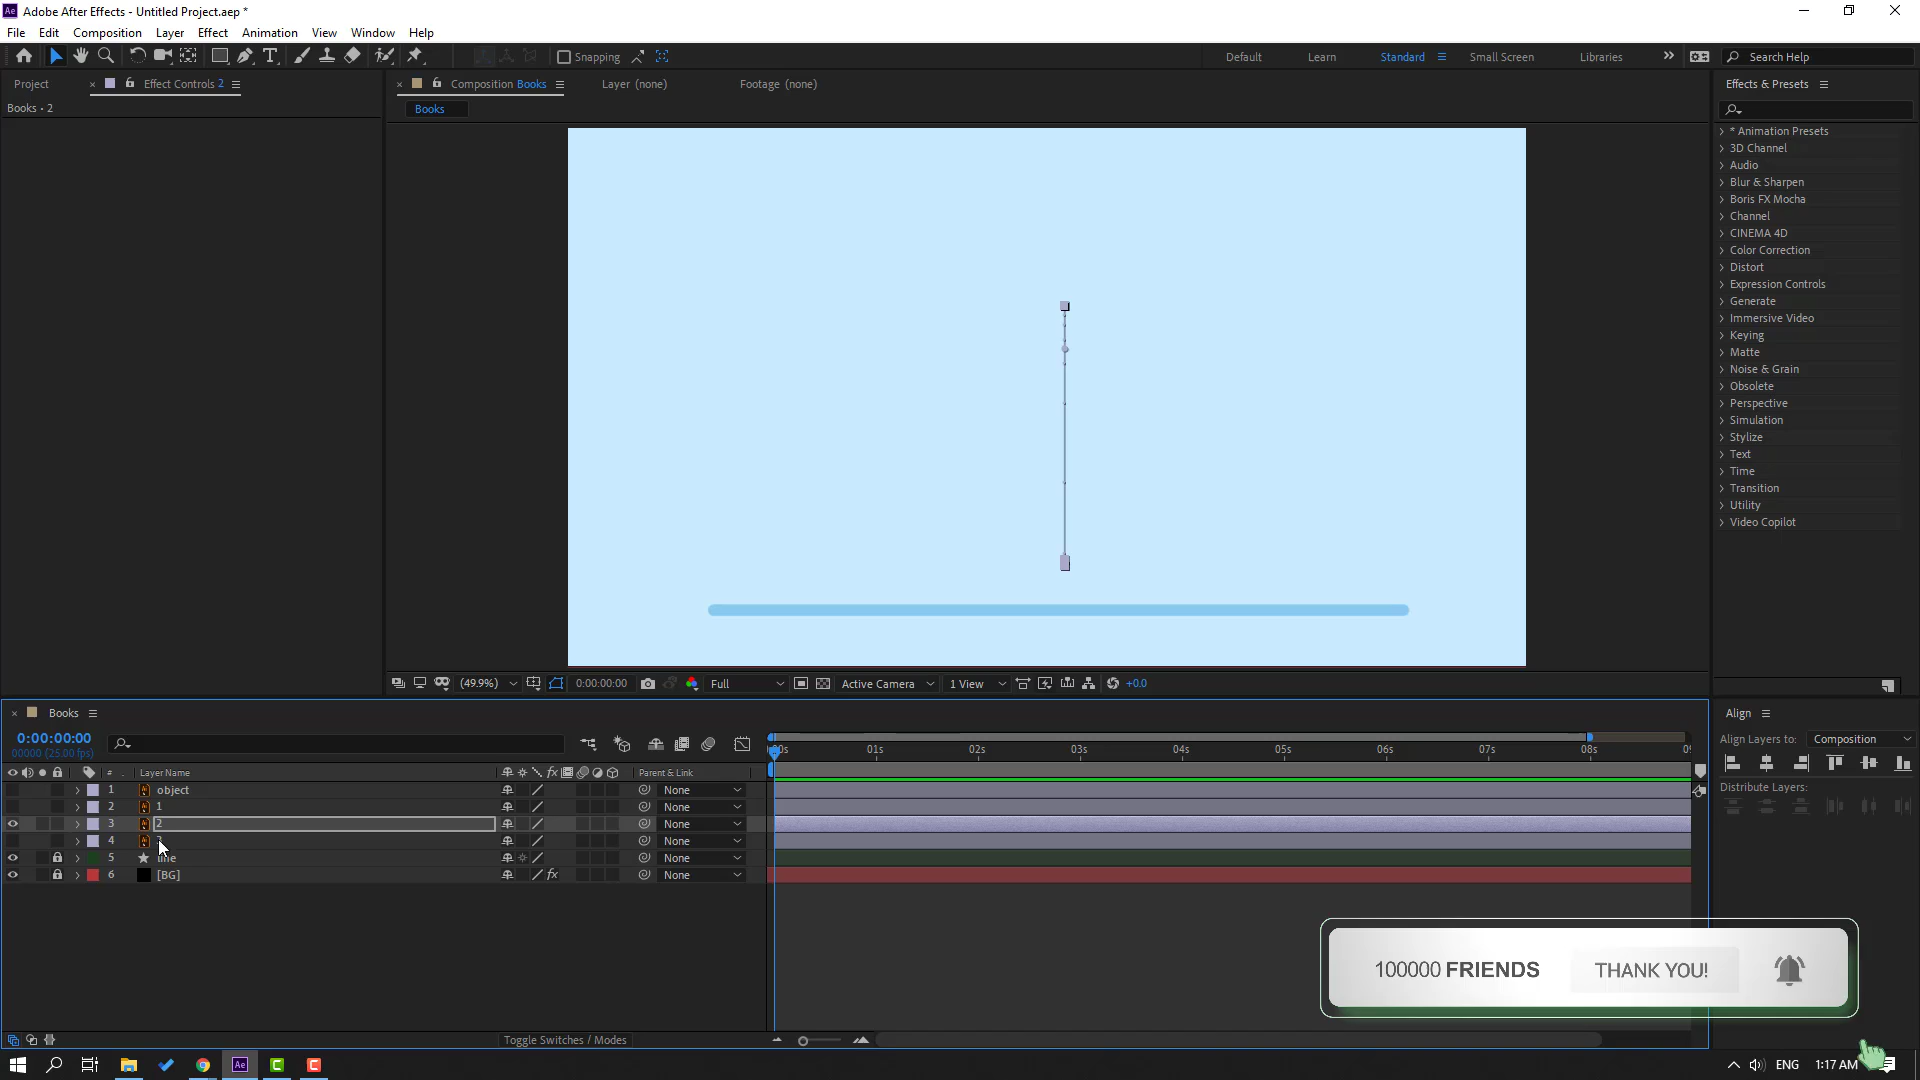 Adobe After Effects - Untitled Project.aep *
File Edit Composition Layer Effect Animation View Window Help
Snapping
Default Learn Standard Small Screen Libraries
Search Help
Project
Effect Controls 2
Books • 2
Composition Books
Layer (none)
Footage (none)
Books
Effects & Presets
* Animation Presets
3D Channel
Audio
Blur & Sharpen
Boris FX Mocha
Channel
CINEMA 4D
Color Correction
Distort
Expression Controls
Generate
Immersive Video
Keying
Matte
Noise & Grain
Obsolete
Perspective
Simulation
Stylize
Text
Time
Transition
Utility
Video Copilot
(49.9%) 0:00:00:00 Full Active Camera 1 View +0.0
Books
0:00:00:00
00000 (25.00 fps)
01s 02s 03s 04s 05s 06s 07s 08s
# Layer Name fx Parent & Link
1 object None
2 1 None
3 2 None
4 None
5 line None
6 [BG] fx None
Toggle Switches / Modes
Align
Align Layers to: Composition
Distribute Layers:
100000 FRIENDS THANK YOU!
ENG 1:17 AM